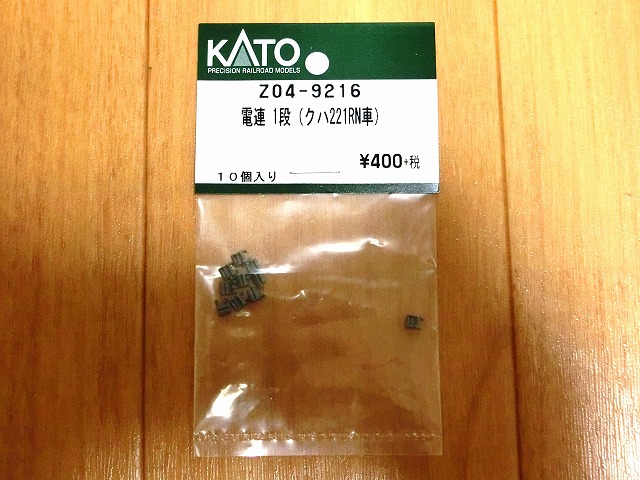 KATO
PRECISION RAILROAD MODELS
Z04-9216
電連 1段 (クハ221RN車)
¥400+税
10個入り